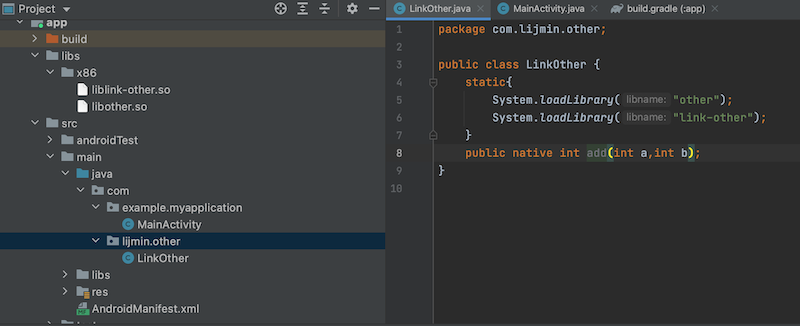 Project
LinkOther.java
MainActivity.java
build.gradle (:app)
app
build
libs
x86
liblink-other.so
libother.so
src
androidTest
main
java
com
example.myapplication
MainActivity
lijmin.other
LinkOther
libs
res
AndroidManifest.xml
1 package com.lijmin.other;
2
3 public class LinkOther {
4 static{
5 System.loadLibrary( libname: "other");
6 System.loadLibrary( libname: "link-other");
7 }
8 public native int add(int a,int b);
9 }
10